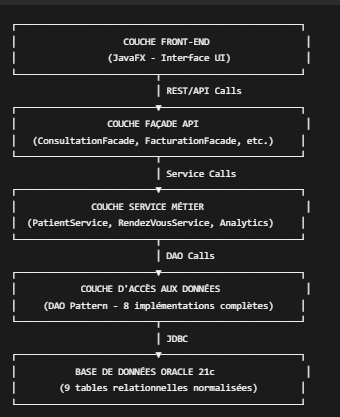 COUCHE FRONT-END
(JavaFX - Interface UI)
REST/API Calls
COUCHE FAÇADE API
(ConsultationFacade, FacturationFacade, etc.)
Service Calls
COUCHE SERVICE MÉTIER
(PatientService, RendezVousService, Analytics)
DAO Calls
COUCHE D'ACCÈS AUX DONNÉES
(DAO Pattern - 8 implémentations complètes)
JDBC
BASE DE DONNÉES ORACLE 21c
(9 tables relationnelles normalisées)